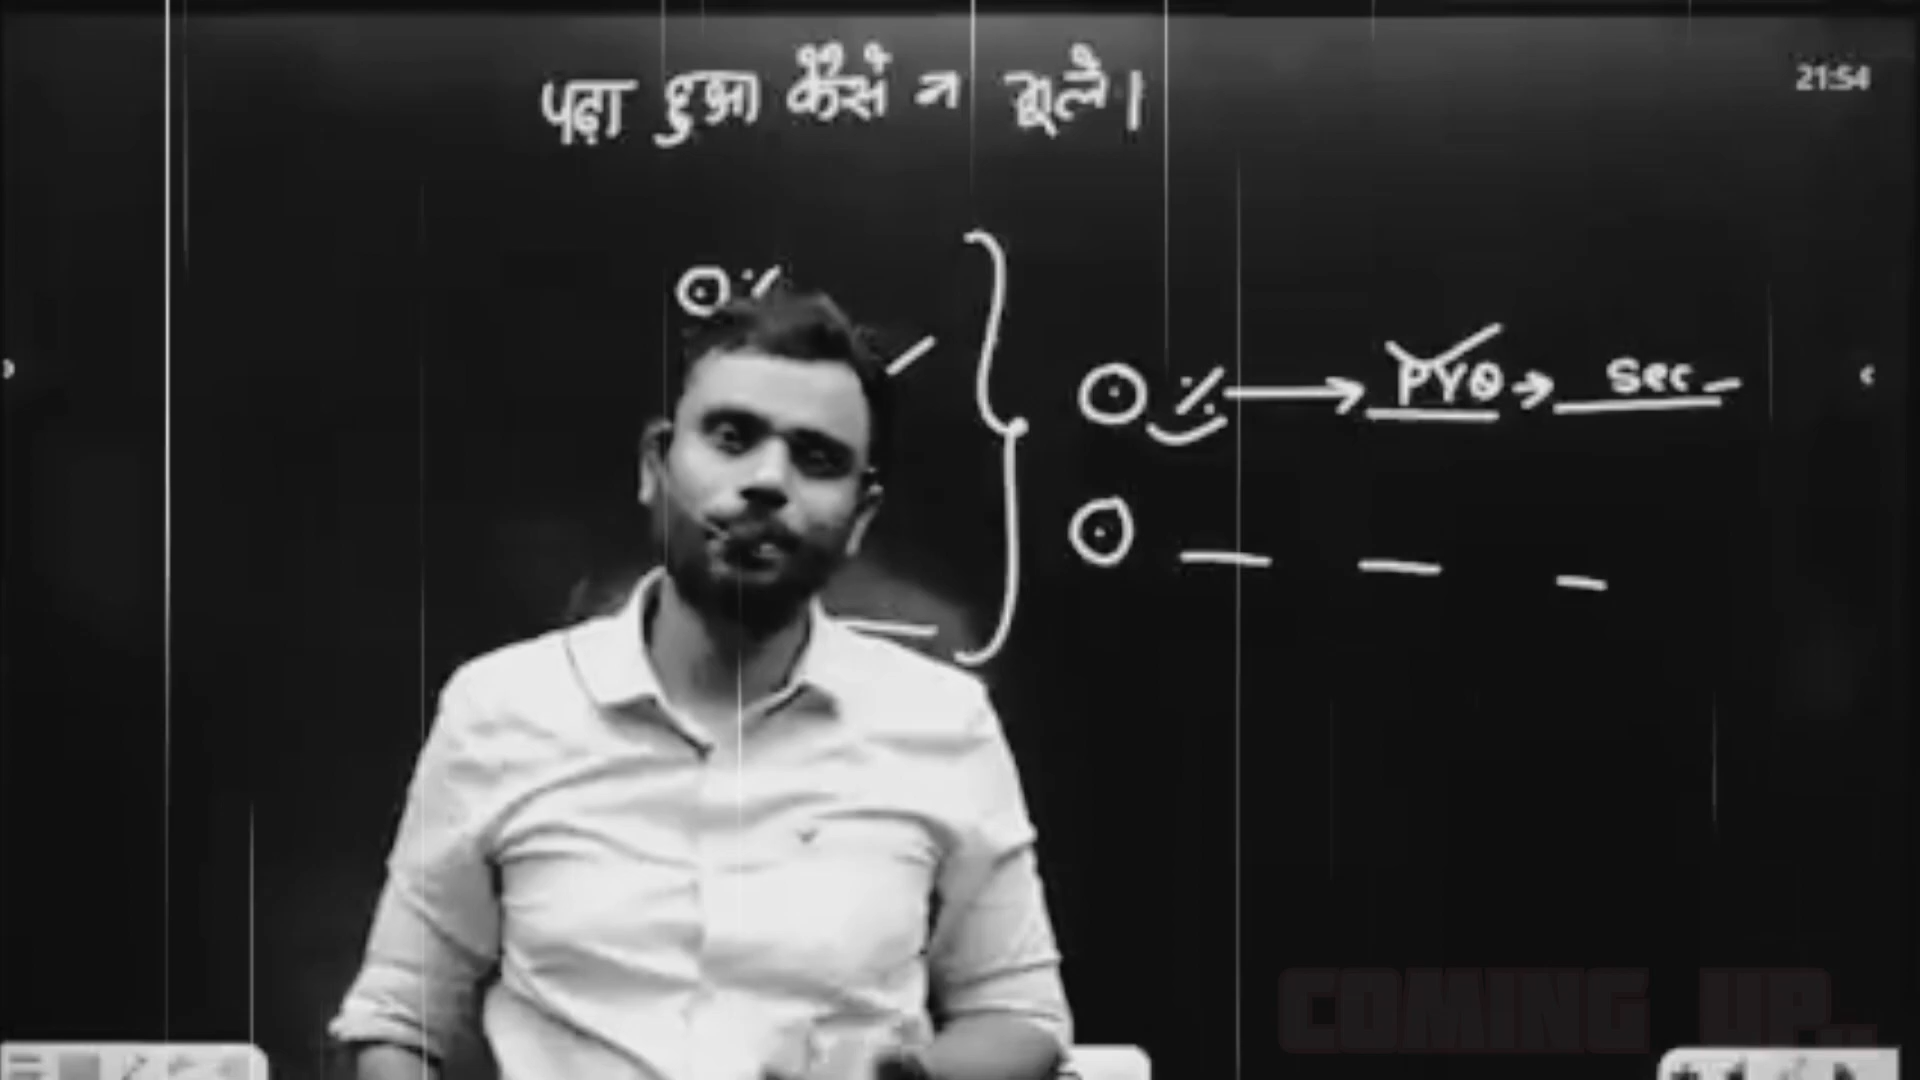 पढ़ा हुआ कैसे न भूले।
21:54
%
% → PYQ → Sec
COMING UP..